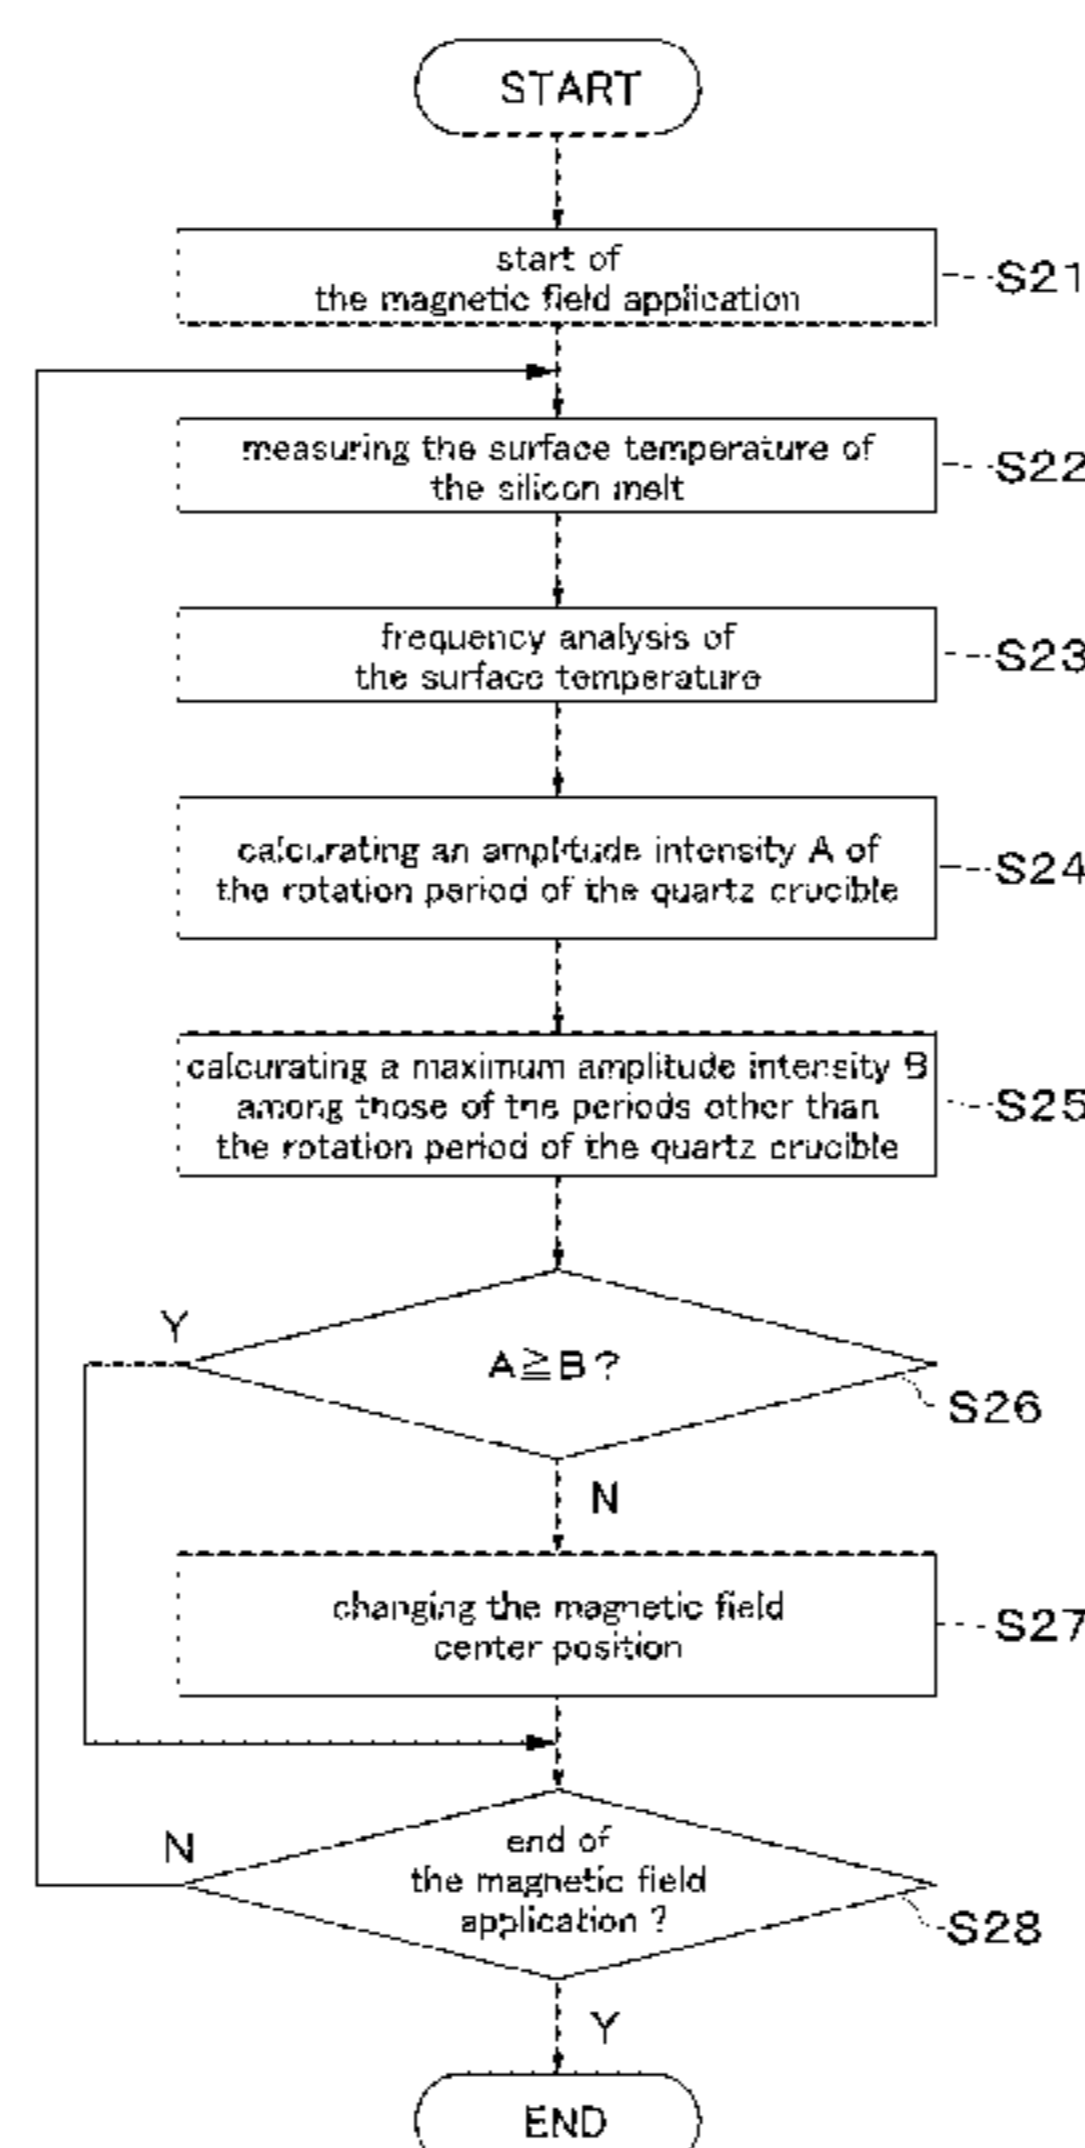 START
start of
the magnetic field application
S21
measuring the surface temperature of
the silicon melt
S22
frequency analysis of
the surface temperature
S23
calcurating an amplitude intensity A of
the rotation period of the quartz crucible
S24
calcurating a maximum amplitude intensity B
among those of the periods other than
the rotation period of the quartz crucible
S25
Y
A≧B?
S26
N
changing the magnetic field
center position
S27
N
end of
the magnetic field
application ?
S28
Y
END